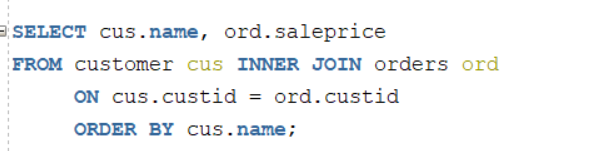 SELECT cus.name, ord.saleprice
FROM customer cus INNER JOIN orders ord
ON cus.custid = ord.custid
ORDER BY cus.name;